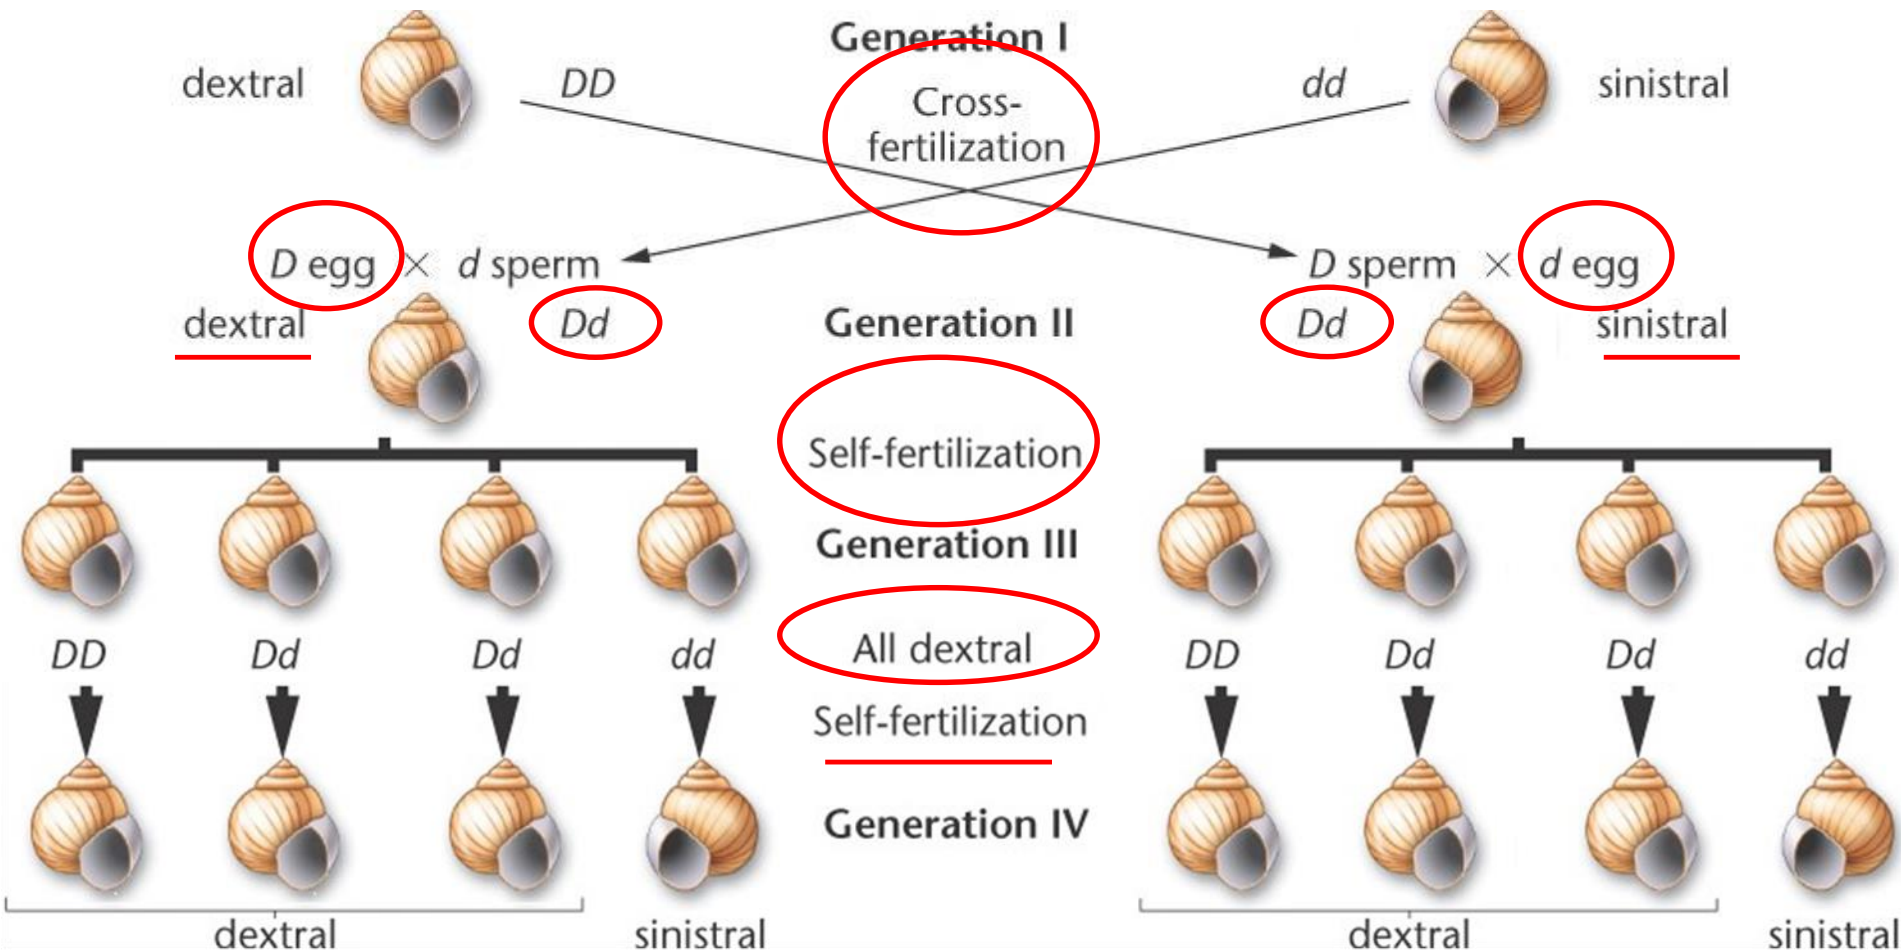 Generation I
dextral DD Cross- dd sinistral
fertilization
D egg × d sperm D sperm × d egg
dextral Dd Generation II Dd sinistral
Self-fertilization
Generation III
DD Dd Dd dd All dextral DD Dd Dd dd
Self-fertilization
Generation IV
dextral sinistral dextral sinistral